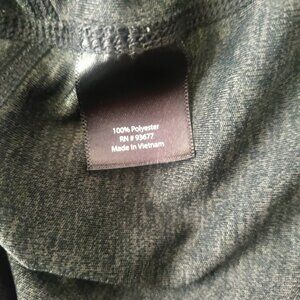 100% Polyester
RN # 93677
Made In Vietnam